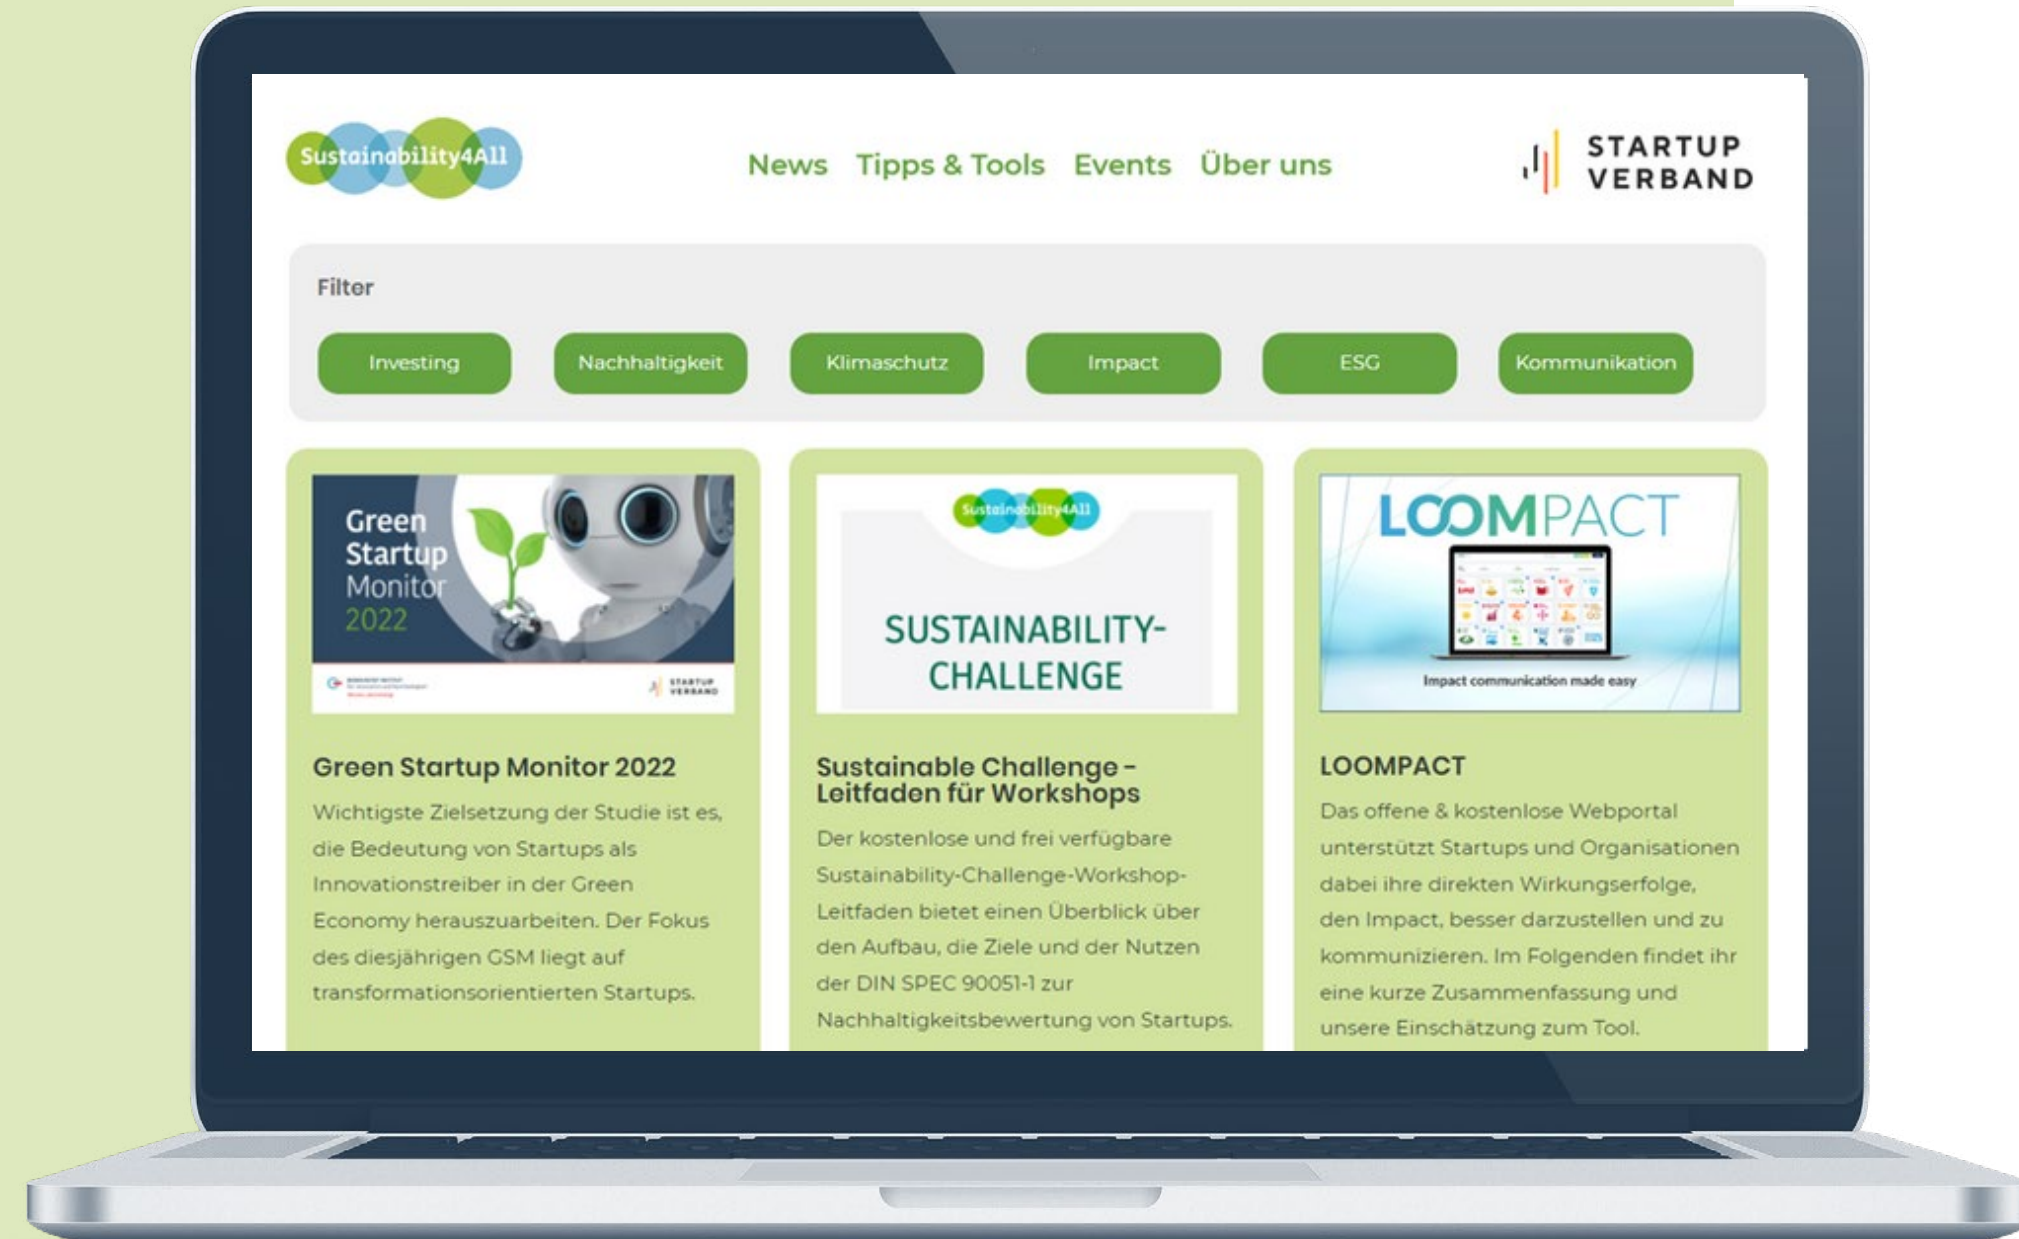 Sustainability4All
News Tipps & Tools Events Über uns
STARTUP
VERBAND
Filter
Investing Nachhaltigkeit Klimaschutz Impact ESG Kommunikation
Green
Startup
Monitor
2022
STARTUP
VERBAND
Green Startup Monitor 2022
Wichtigste Zielsetzung der Studie ist es,
die Bedeutung von Startups als
Innovationstreiber in der Green
Economy herauszuarbeiten. Der Fokus
des diesjährigen GSM liegt auf
transformationsorientierten Startups.
Sustainability4All
SUSTAINABILITY-
CHALLENGE
Sustainable Challenge -
Leitfaden für Workshops
Der kostenlose und frei verfügbare
Sustainability-Challenge-Workshop-
Leitfaden bietet einen Überblick über
den Aufbau, die Ziele und der Nutzen
der DIN SPEC 90051-1 zur
Nachhaltigkeitsbewertung von Startups.
LOOMPACT
Impact communication made easy
LOOMPACT
Das offene & kostenlose Webportal
unterstützt Startups und Organisationen
dabei ihre direkten Wirkungserfolge,
den Impact, besser darzustellen und zu
kommunizieren. Im Folgenden findet ihr
eine kurze Zusammenfassung und
unsere Einschätzung zum Tool.